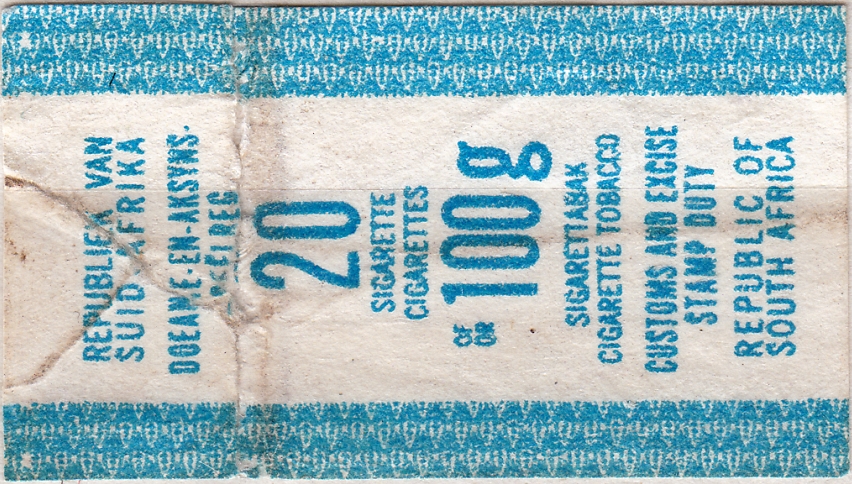 REPUBLIEK VAN
SUID-AFRIKA
DOEANE-EN-AKSYNS-
SEËLREG
20
SIGARETTE
CIGARETTES
OF
OR
100g
SIGARETTABAK
CIGARETTE TOBACCO
CUSTOMS AND EXCISE
STAMP DUTY
REPUBLIC OF
SOUTH AFRICA